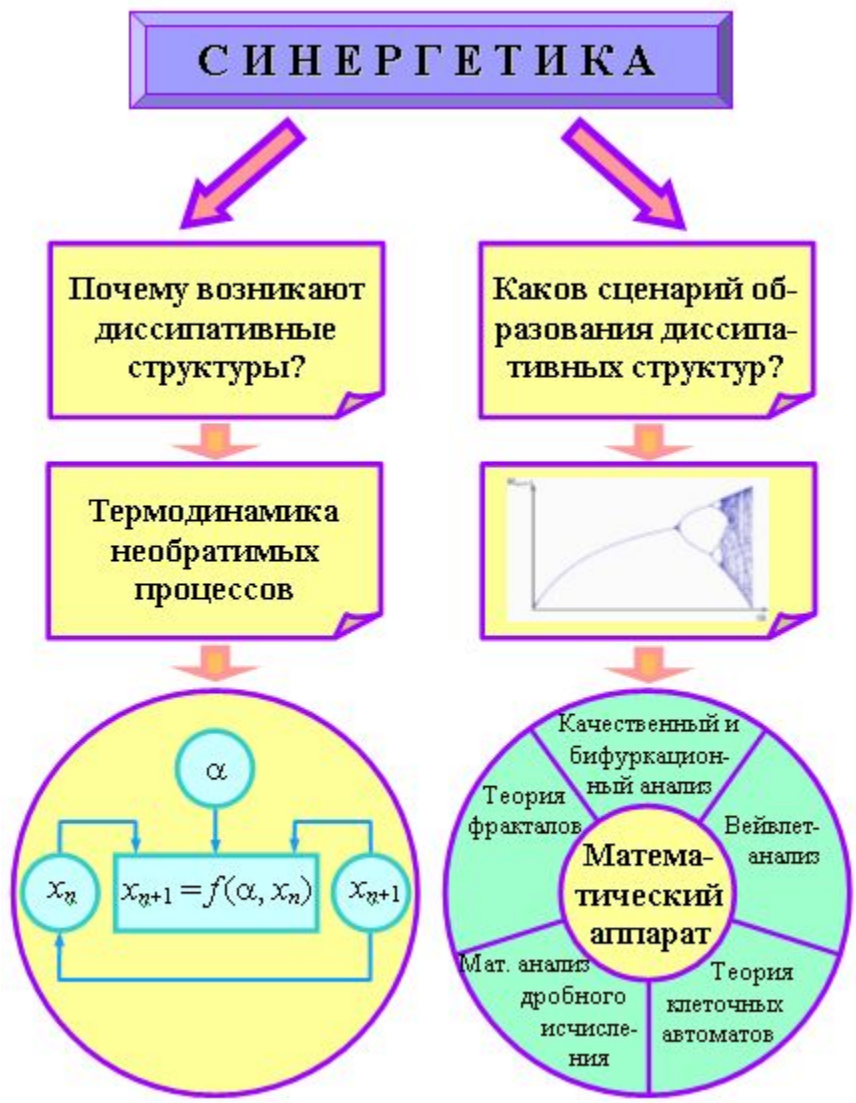 СИНЕРГЕТИКА
Почему возникают
диссипативные
структуры?
Каков сценарий об-
разования диссипа-
тивных структур?
Термодинамика
необратимых
процессов
α
xₙ
xₙ₊₁ = f(α, xₙ)
xₙ₊₁
Качественный и
бифуркацион-
ный анализ
Теория
фракталов
Вейвлет-
анализ
Матема-
тический
аппарат
Мат. анализ
дробного
исчисле-
ния
Теория
клеточных
автоматов